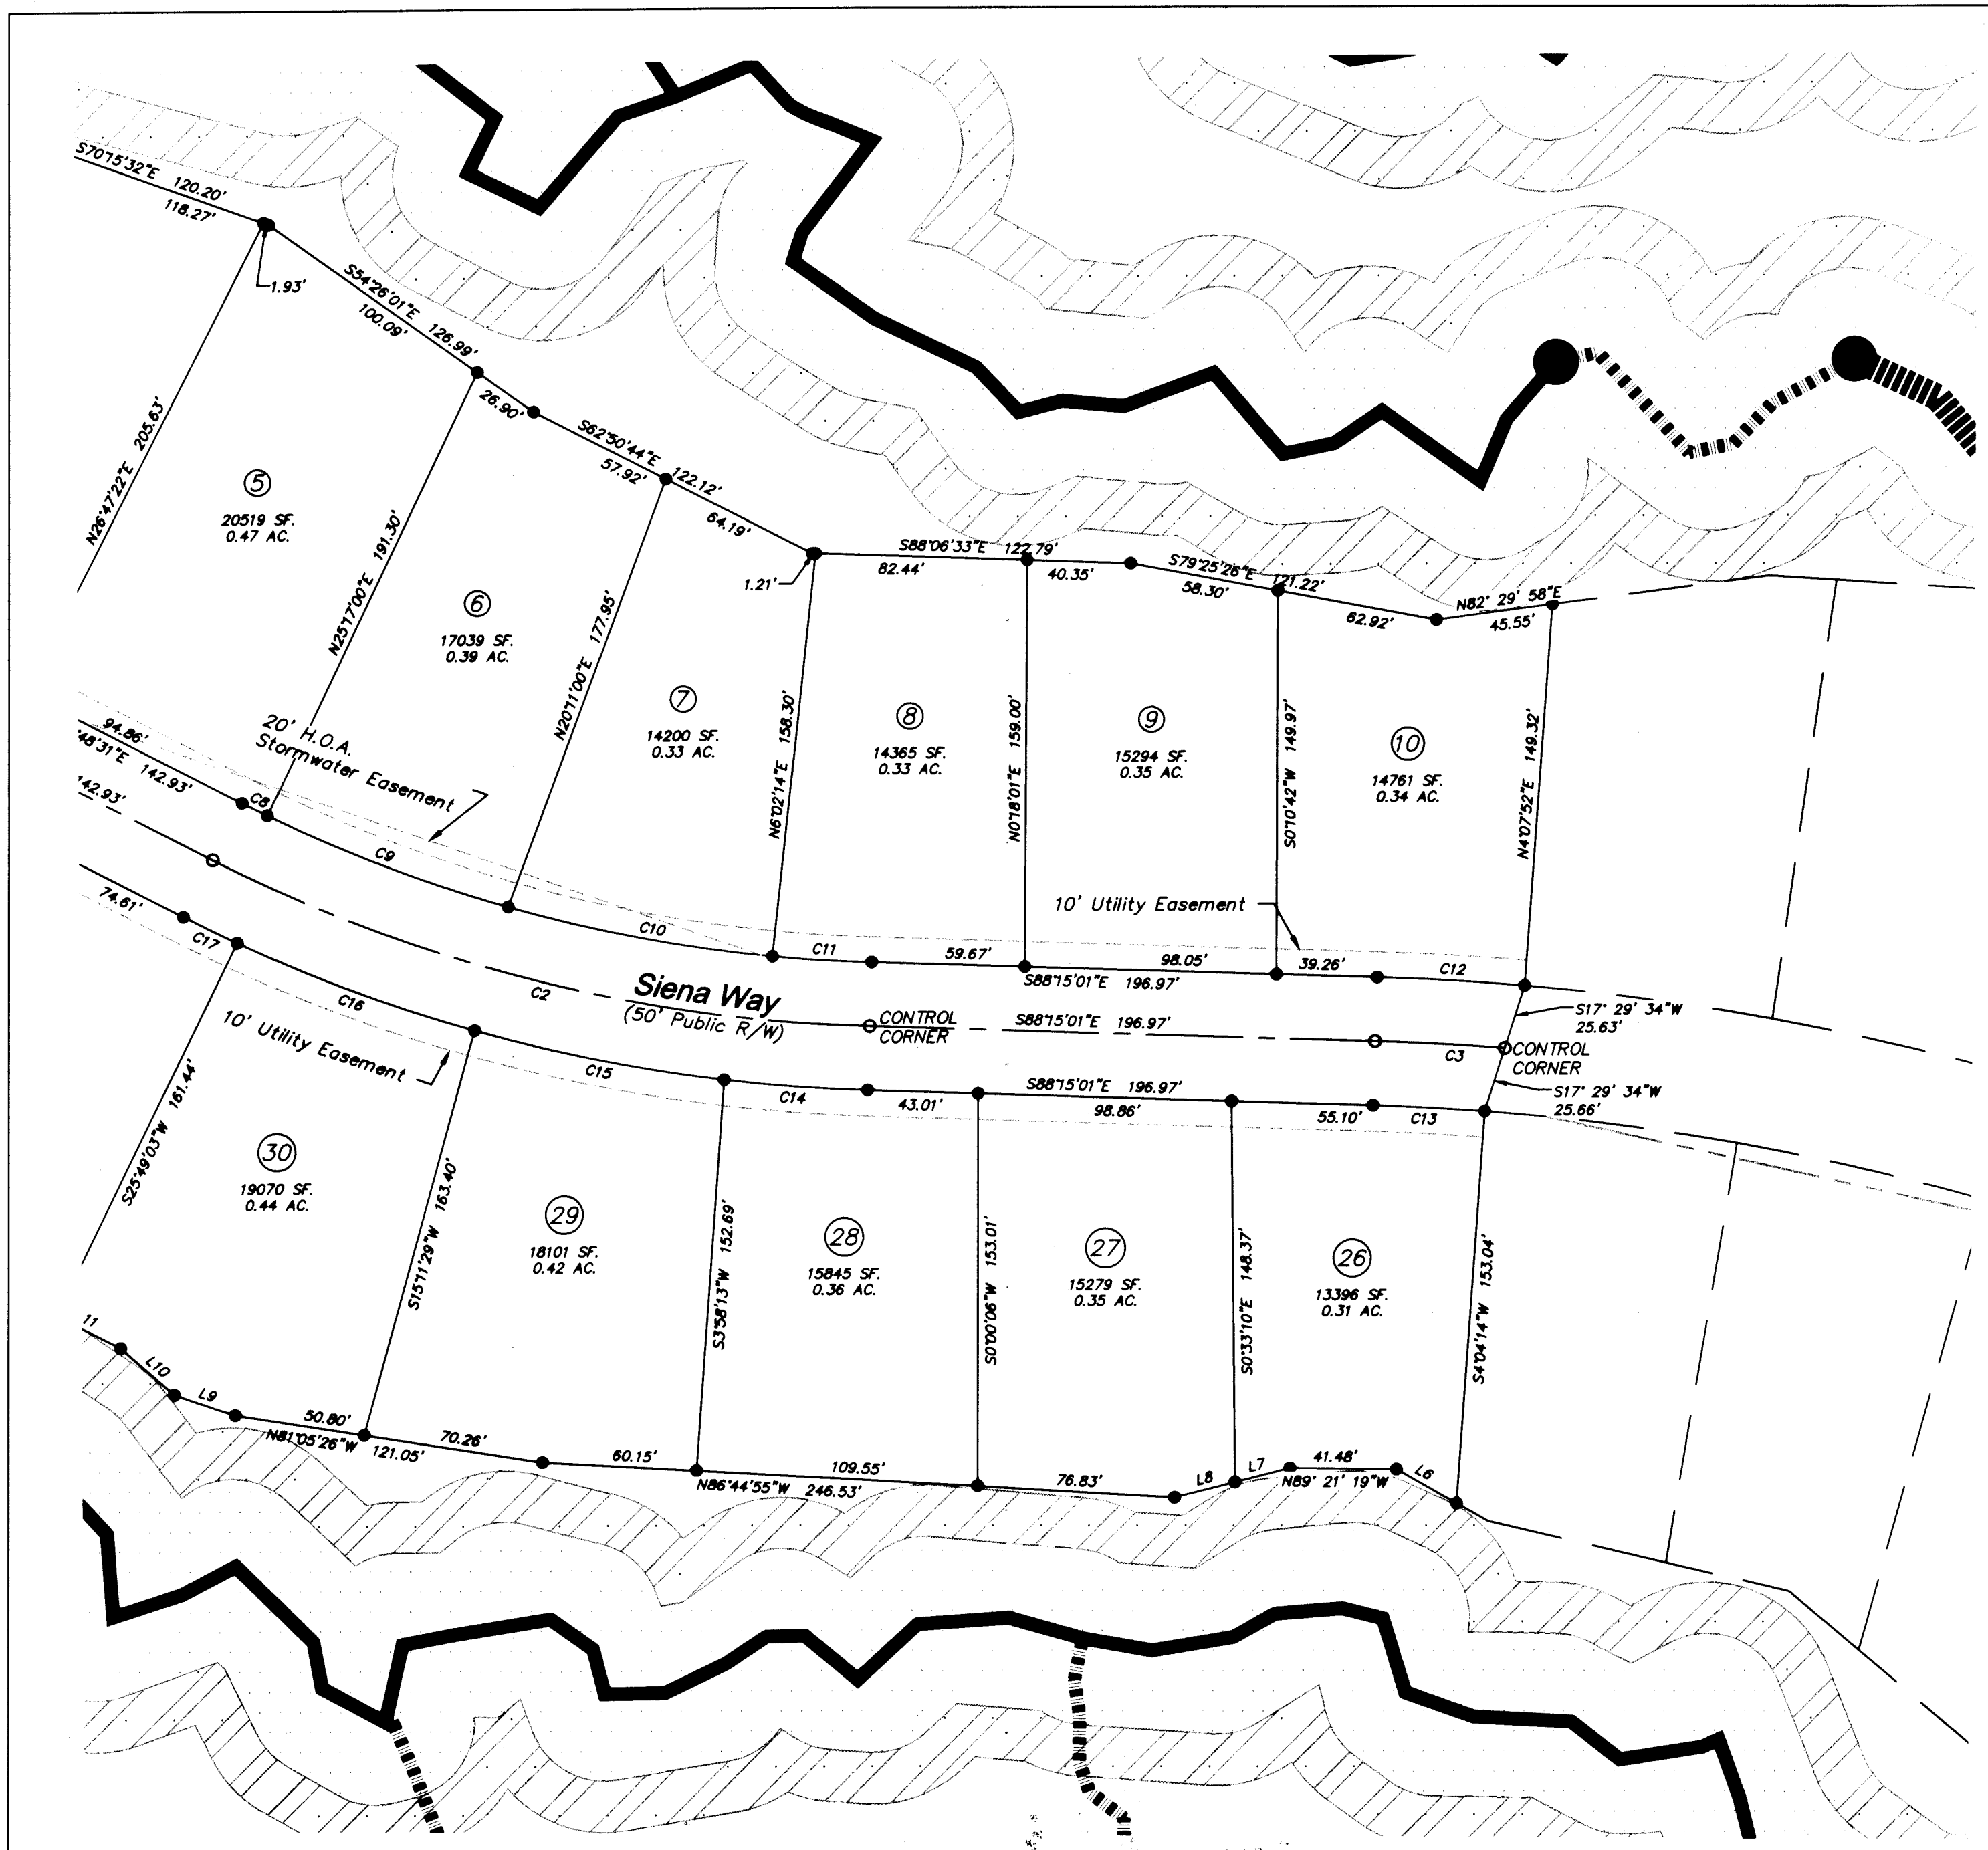 S70°15'32"E 120.20'
118.27'
1.93'
S54°26'01"E 126.99'
100.09'
26.90'
S62°50'44"E 122.12'
57.92'
64.19'
1.21'
S88°06'33"E 122.79'
82.44'
40.35'
S79°25'26"E 121.22'
58.30'
62.92'
N82° 29' 58"E
45.55'
N26°47'22"E 205.63'
5
20519 SF.
0.47 AC.
N25°17'00"E 191.30'
6
17039 SF.
0.39 AC.
N20°11'00"E 177.95'
7
14200 SF.
0.33 AC.
N6°02'14"E 158.30'
8
14365 SF.
0.33 AC.
N0°18'01"E 159.00'
9
15294 SF.
0.35 AC.
S0°10'42"W 149.97'
10
14761 SF.
0.34 AC.
N4°07'52"E 149.32'
20' H.O.A.
Stormwater Easement
94.86'
'48'31"E 142.93'
42.93'
C8
C9
C10
C11
59.67'
98.05'
S88°15'01"E 196.97'
39.26'
C12
10' Utility Easement
S17° 29' 34"W
25.63'
74.61'
C17
C16
C2
Siena Way
(50' Public R/W)
CONTROL
CORNER
S88°15'01"E 196.97'
C3
CONTROL
CORNER
S17° 29' 34"W
25.66'
10' Utility Easement
C15
C14
43.01'
S88°15'01"E 196.97'
98.86'
55.10'
C13
S25°49'03"W 161.44'
30
19070 SF.
0.44 AC.
S15°11'29"W 163.40'
29
18101 SF.
0.42 AC.
S3°58'13"W 152.69'
28
15845 SF.
0.36 AC.
S0°00'06"W 153.01'
27
15279 SF.
0.35 AC.
S0°33'10"E 148.37'
26
13396 SF.
0.31 AC.
S4°04'14"W 153.04'
11
L10
L9
50.80'
N81°05'26"W 121.05'
70.26'
60.15'
109.55'
N86°44'55"W 246.53'
76.83'
L8
L7
41.48'
N89° 21' 19"W
L6